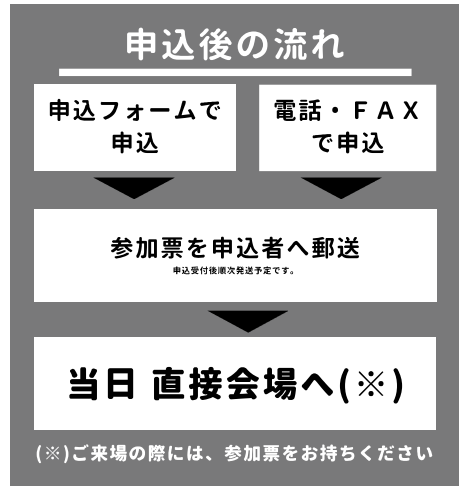 申込後の流れ
申込フォームで
申込
電話・ＦＡＸ
で申込
参加票を申込者へ郵送
申込受付後順次発送予定です。
当日 直接会場へ(※)
(※)ご来場の際には、参加票をお持ちください